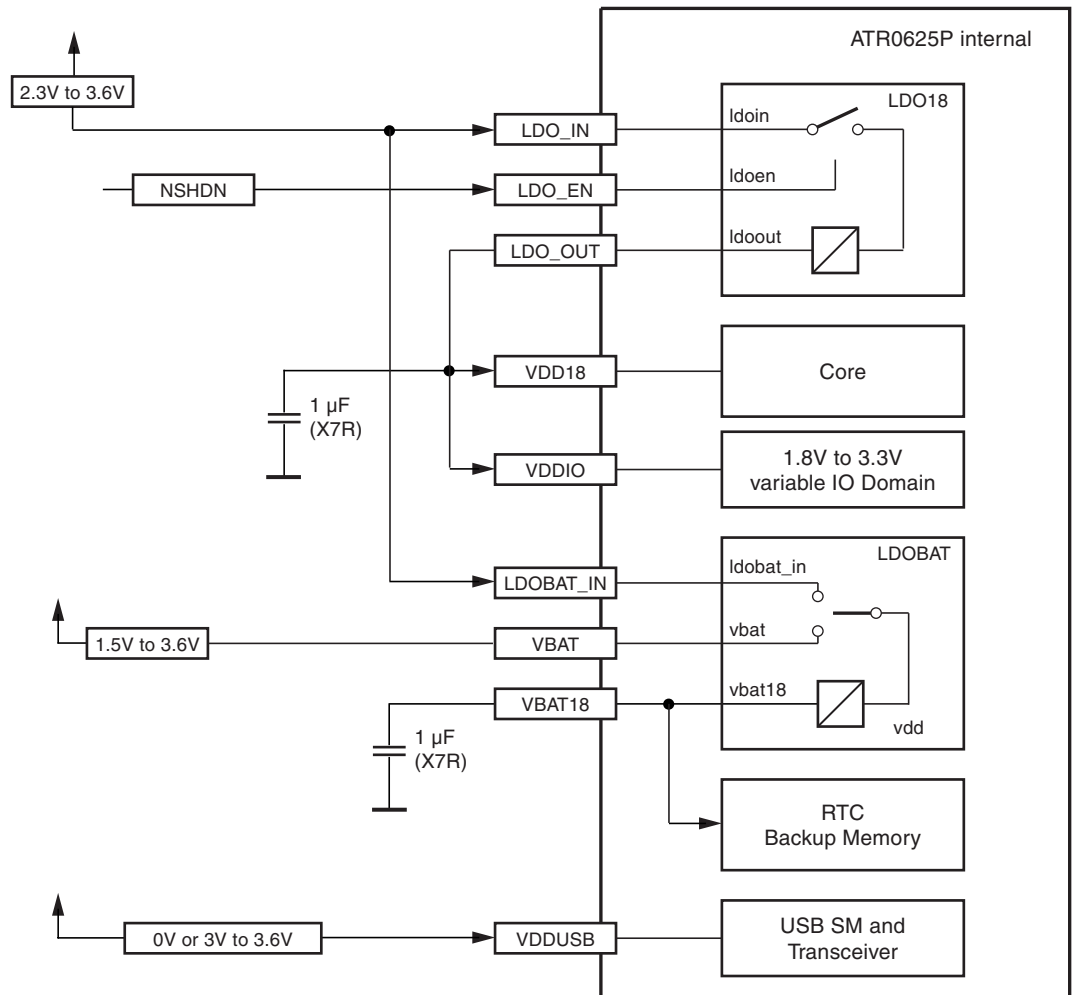 ATR0625P internal
2.3V to 3.6V
LDO18
LDO_IN
ldoin
NSHDN
LDO_EN
ldoen
LDO_OUT
ldoout
VDD18
Core
1 µF
(X7R)
VDDIO
1.8V to 3.3V
variable IO Domain
LDOBAT
LDOBAT_IN
ldobat_in
1.5V to 3.6V
VBAT
vbat
VBAT18
vbat18
vdd
1 µF
(X7R)
RTC
Backup Memory
0V or 3V to 3.6V
VDDUSB
USB SM and
Transceiver